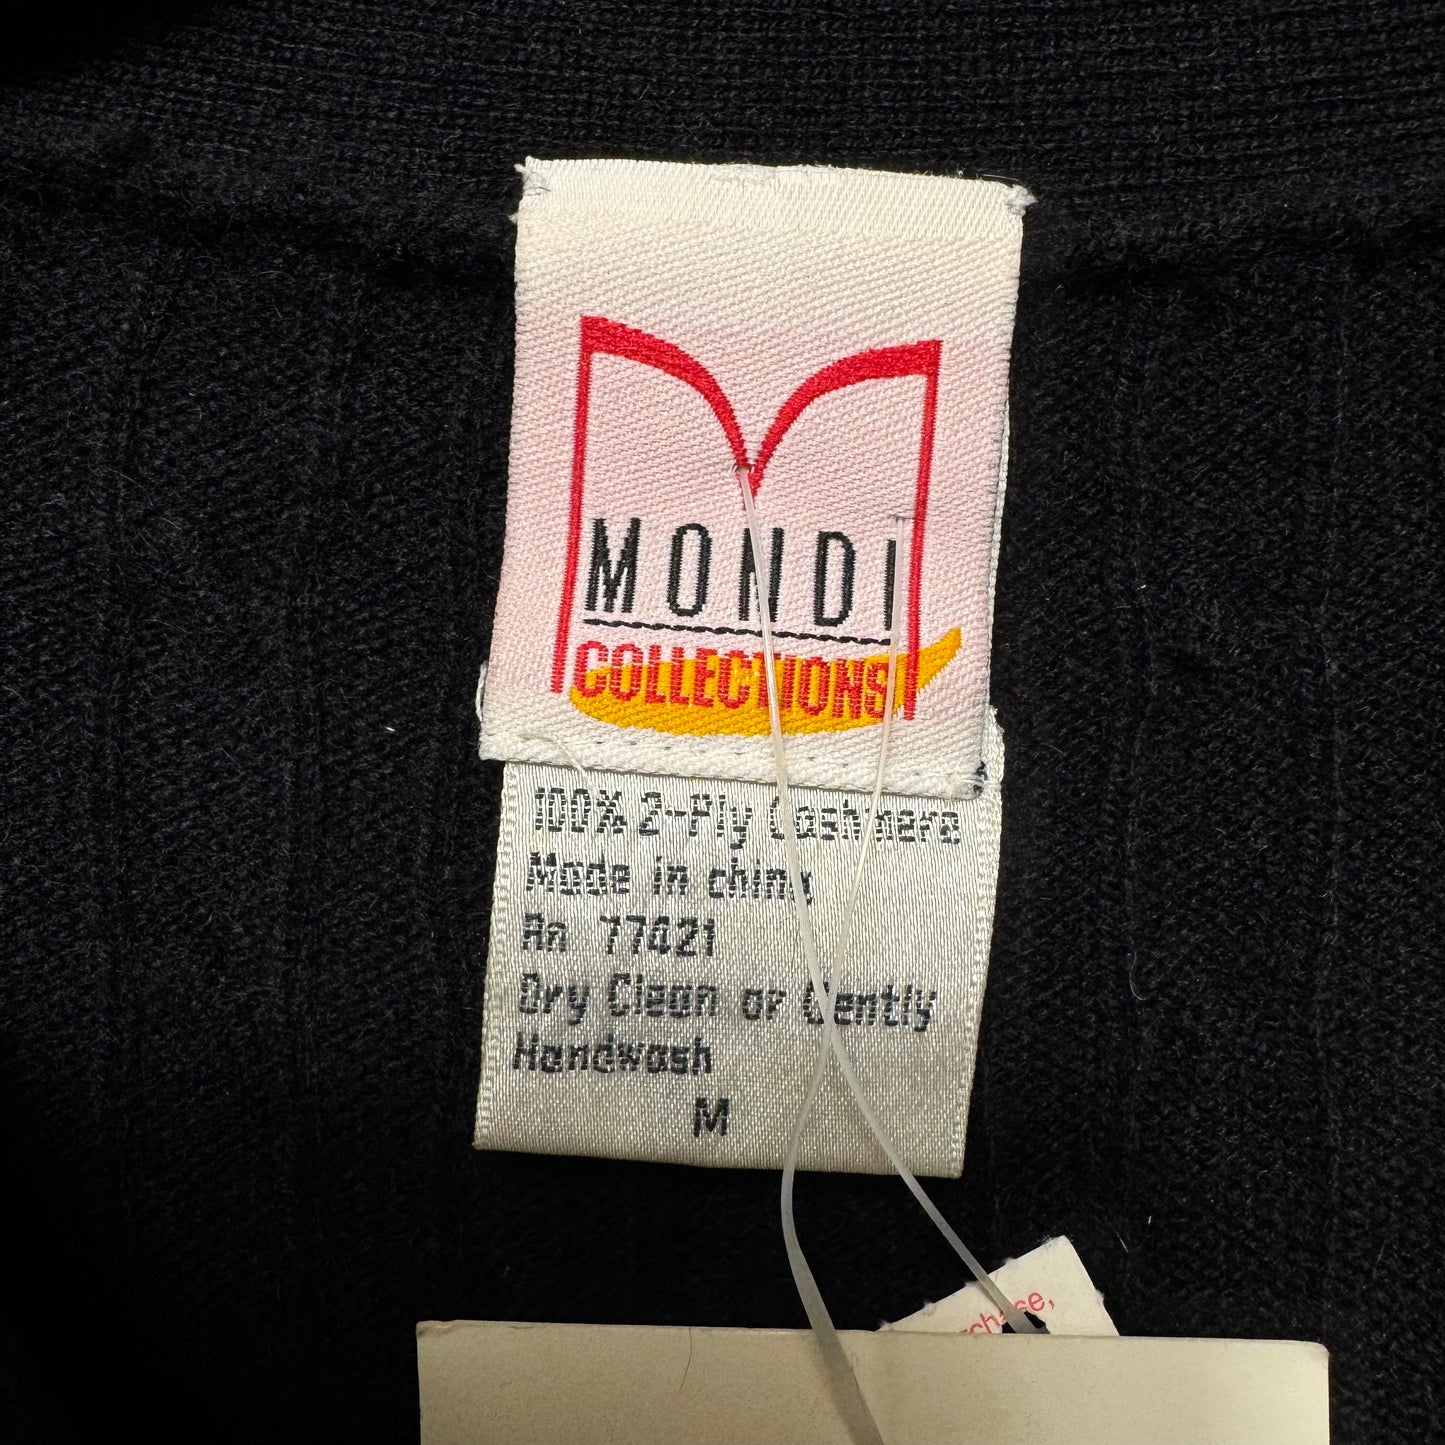 MONDI
COLLECTIONS
100% 2-Ply Cashmere
Made in china
Rn 77421
Dry Clean or Gently
Handwash
M